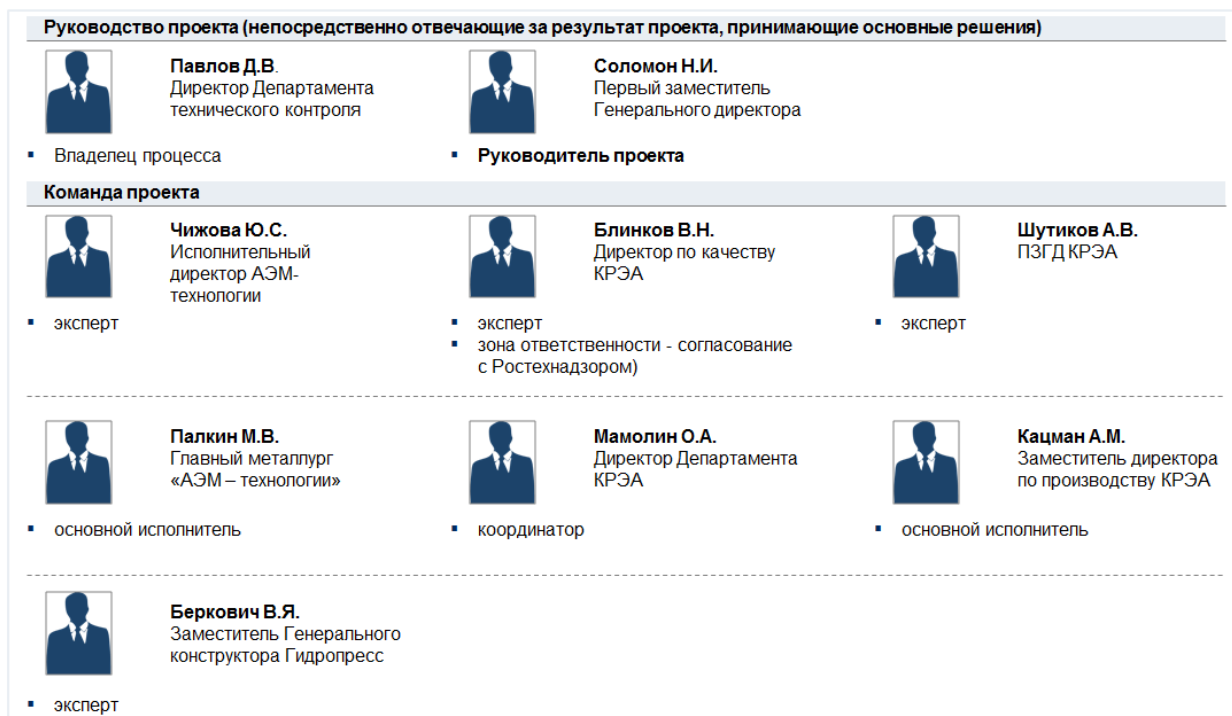 Руководство проекта (непосредственно отвечающие за результат проекта, принимающие основные решения)
Павлов Д.В.
Директор Департамента
технического контроля
▪ Владелец процесса
Соломон Н.И.
Первый заместитель
Генерального директора
▪ Руководитель проекта
Команда проекта
Чижова Ю.С.
Исполнительный
директор АЭМ-
технологии
▪ эксперт
Блинков В.Н.
Директор по качеству
КРЭА
▪ эксперт
▪ зона ответственности - согласование
с Ростехнадзором)
Шутиков А.В.
ПЗГД КРЭА
▪ эксперт
Палкин М.В.
Главный металлург
«АЭМ – технологии»
▪ основной исполнитель
Мамолин О.А.
Директор Департамента
КРЭА
▪ координатор
Кацман А.М.
Заместитель директора
по производству КРЭА
▪ основной исполнитель
Беркович В.Я.
Заместитель Генерального
конструктора Гидропресс
▪ эксперт